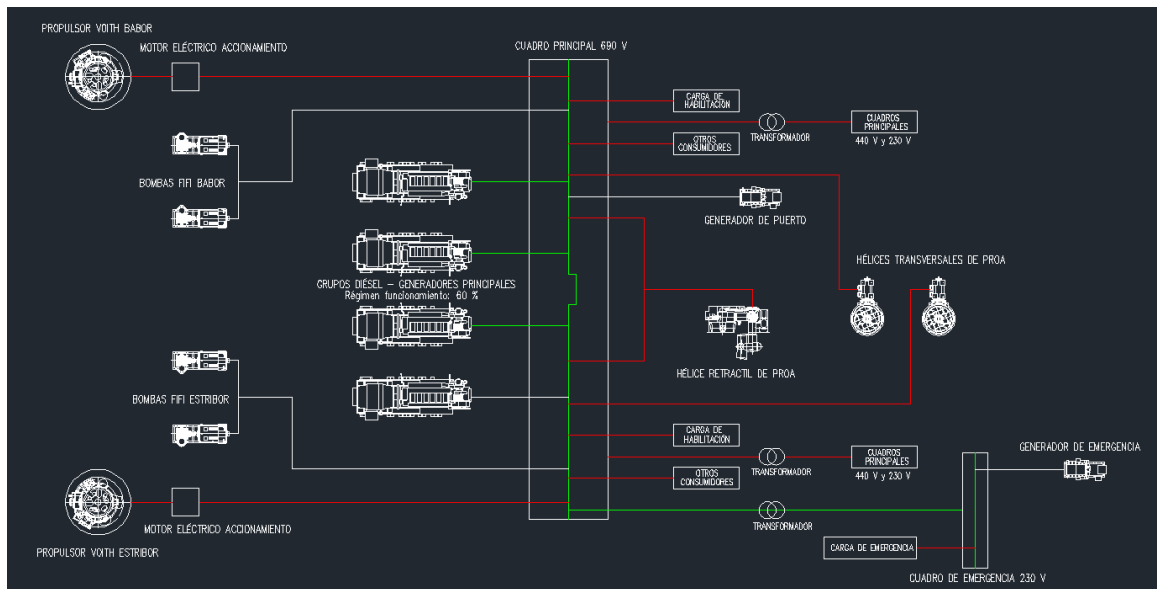 PROPULSOR VOITH BABOR
MOTOR ELÉCTRICO ACCIONAMIENTO
CUADRO PRINCIPAL 690 V
CARGA DE
HABILITACIÓN
TRANSFORMADOR
CUADROS
PRINCIPALES
440 V y 230 V
OTROS
CONSUMIDORES
BOMBAS FIFI BABOR
GENERADOR DE PUERTO
GRUPOS DIÉSEL – GENERADORES PRINCIPALES
Régimen funcionamiento: 60 %
HÉLICES TRANSVERSALES DE PROA
HÉLICE RETRACTIL DE PROA
BOMBAS FIFI ESTRIBOR
CARGA DE
HABILITACIÓN
TRANSFORMADOR
CUADROS
PRINCIPALES
440 V y 230 V
OTROS
CONSUMIDORES
GENERADOR DE EMERGENCIA
MOTOR ELÉCTRICO ACCIONAMIENTO
TRANSFORMADOR
PROPULSOR VOITH ESTRIBOR
CARGA DE EMERGENCIA
CUADRO DE EMERGENCIA 230 V